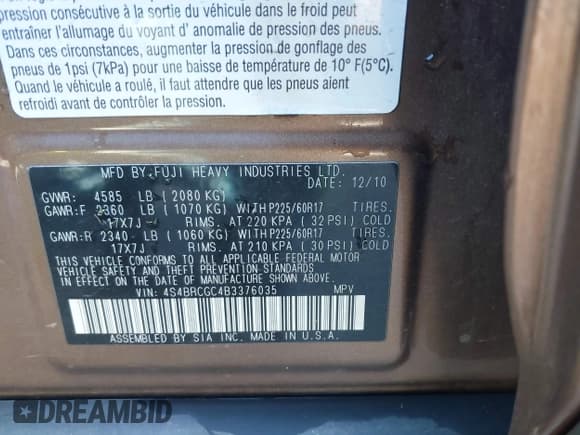 pression consécutive à la sortie du véhicule dans le froid peut
entraîner l'allumage du voyant d' anomalie de pression des pneus.
Dans ces circonstances, augmenter la pression de gonflage des
pneus de 1psi (7kPa) pour une baisse de température de 10° F(5°C).
Quand le véhicule a roulé, il faut attendre que les pneus aient
refroidi avant de contrôler la pression.
MFD BY FUJI HEAVY INDUSTRIES LTD.
DATE: 12/10
GVWR: 4585 LB (2080 KG)
GAWR:F 2360 LB (1070 KG) WITH P225/60R17 TIRES.
17X7J RIMS. AT 220 KPA (32 PSI) COLD
GAWR:R 2340 LB (1060 KG) WITH P225/60R17 TIRES.
17X7J RIMS. AT 210 KPA (30 PSI) COLD
THIS VEHICLE CONFORMS TO ALL APPLICABLE FEDERAL MOTOR
VEHICLE SAFETY, BUMPER, AND THEFT PREVENTION STANDARDS
IN EFFECT ON THE DATE OF MANUFACTURE SHOWN ABOVE.
VIN: 4S4BRCGC4B3376035 MPV
ASSEMBLED BY SIA INC. MADE IN U.S.A.
DREAMBID